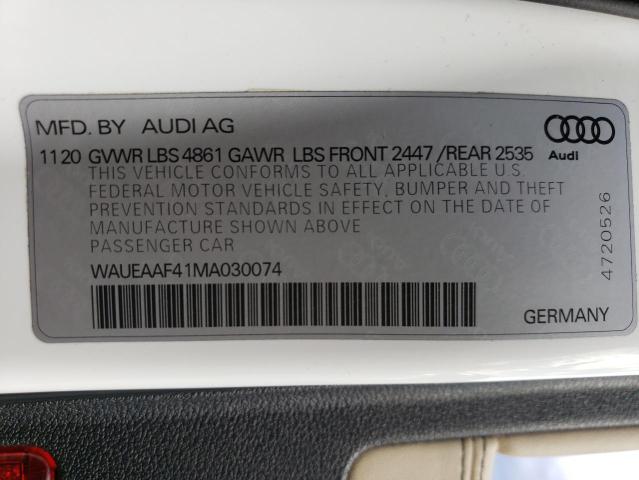 MFD. BY AUDI AG
1120 GVWR LBS 4861 GAWR LBS FRONT 2447 /REAR 2535
THIS VEHICLE CONFORMS TO ALL APPLICABLE U.S.
FEDERAL MOTOR VEHICLE SAFETY, BUMPER AND THEFT
PREVENTION STANDARDS IN EFFECT ON THE DATE OF
MANUFACTURE SHOWN ABOVE
PASSENGER CAR
WAUEAAF41MA030074
Audi
4720526
GERMANY